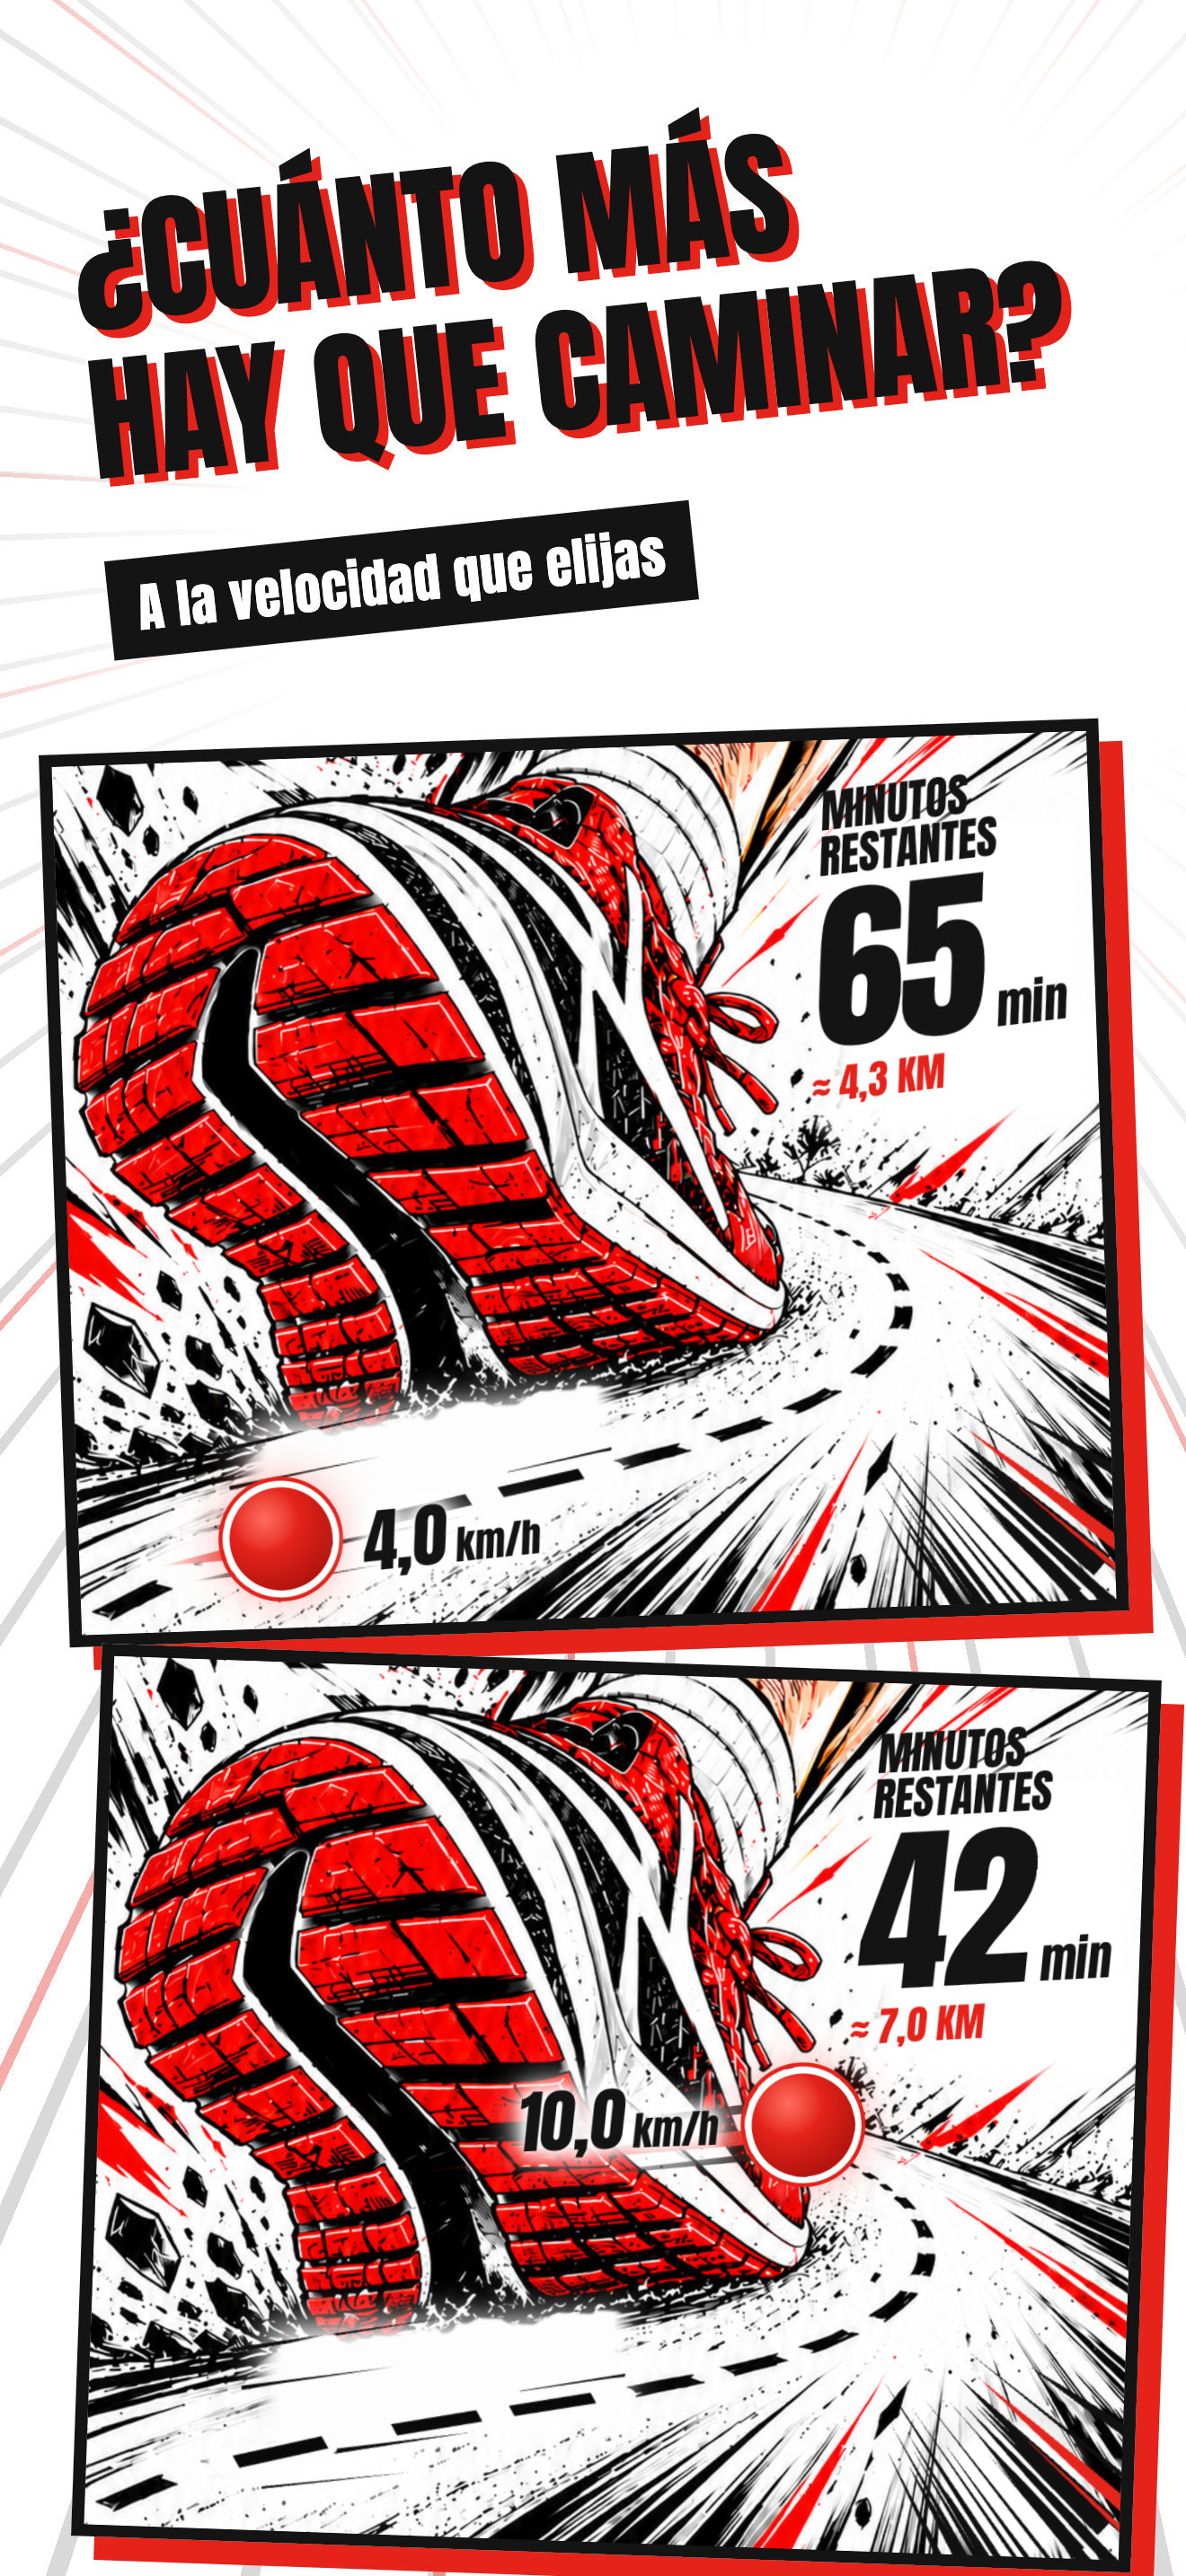 ¿CUÁNTO MÁS
HAY QUE CAMINAR?
A la velocidad que elijas
MINUTOS
RESTANTES
65 min
≈ 4,3 KM
4,0 km/h
MINUTOS
RESTANTES
42 min
≈ 7,0 KM
10,0 km/h